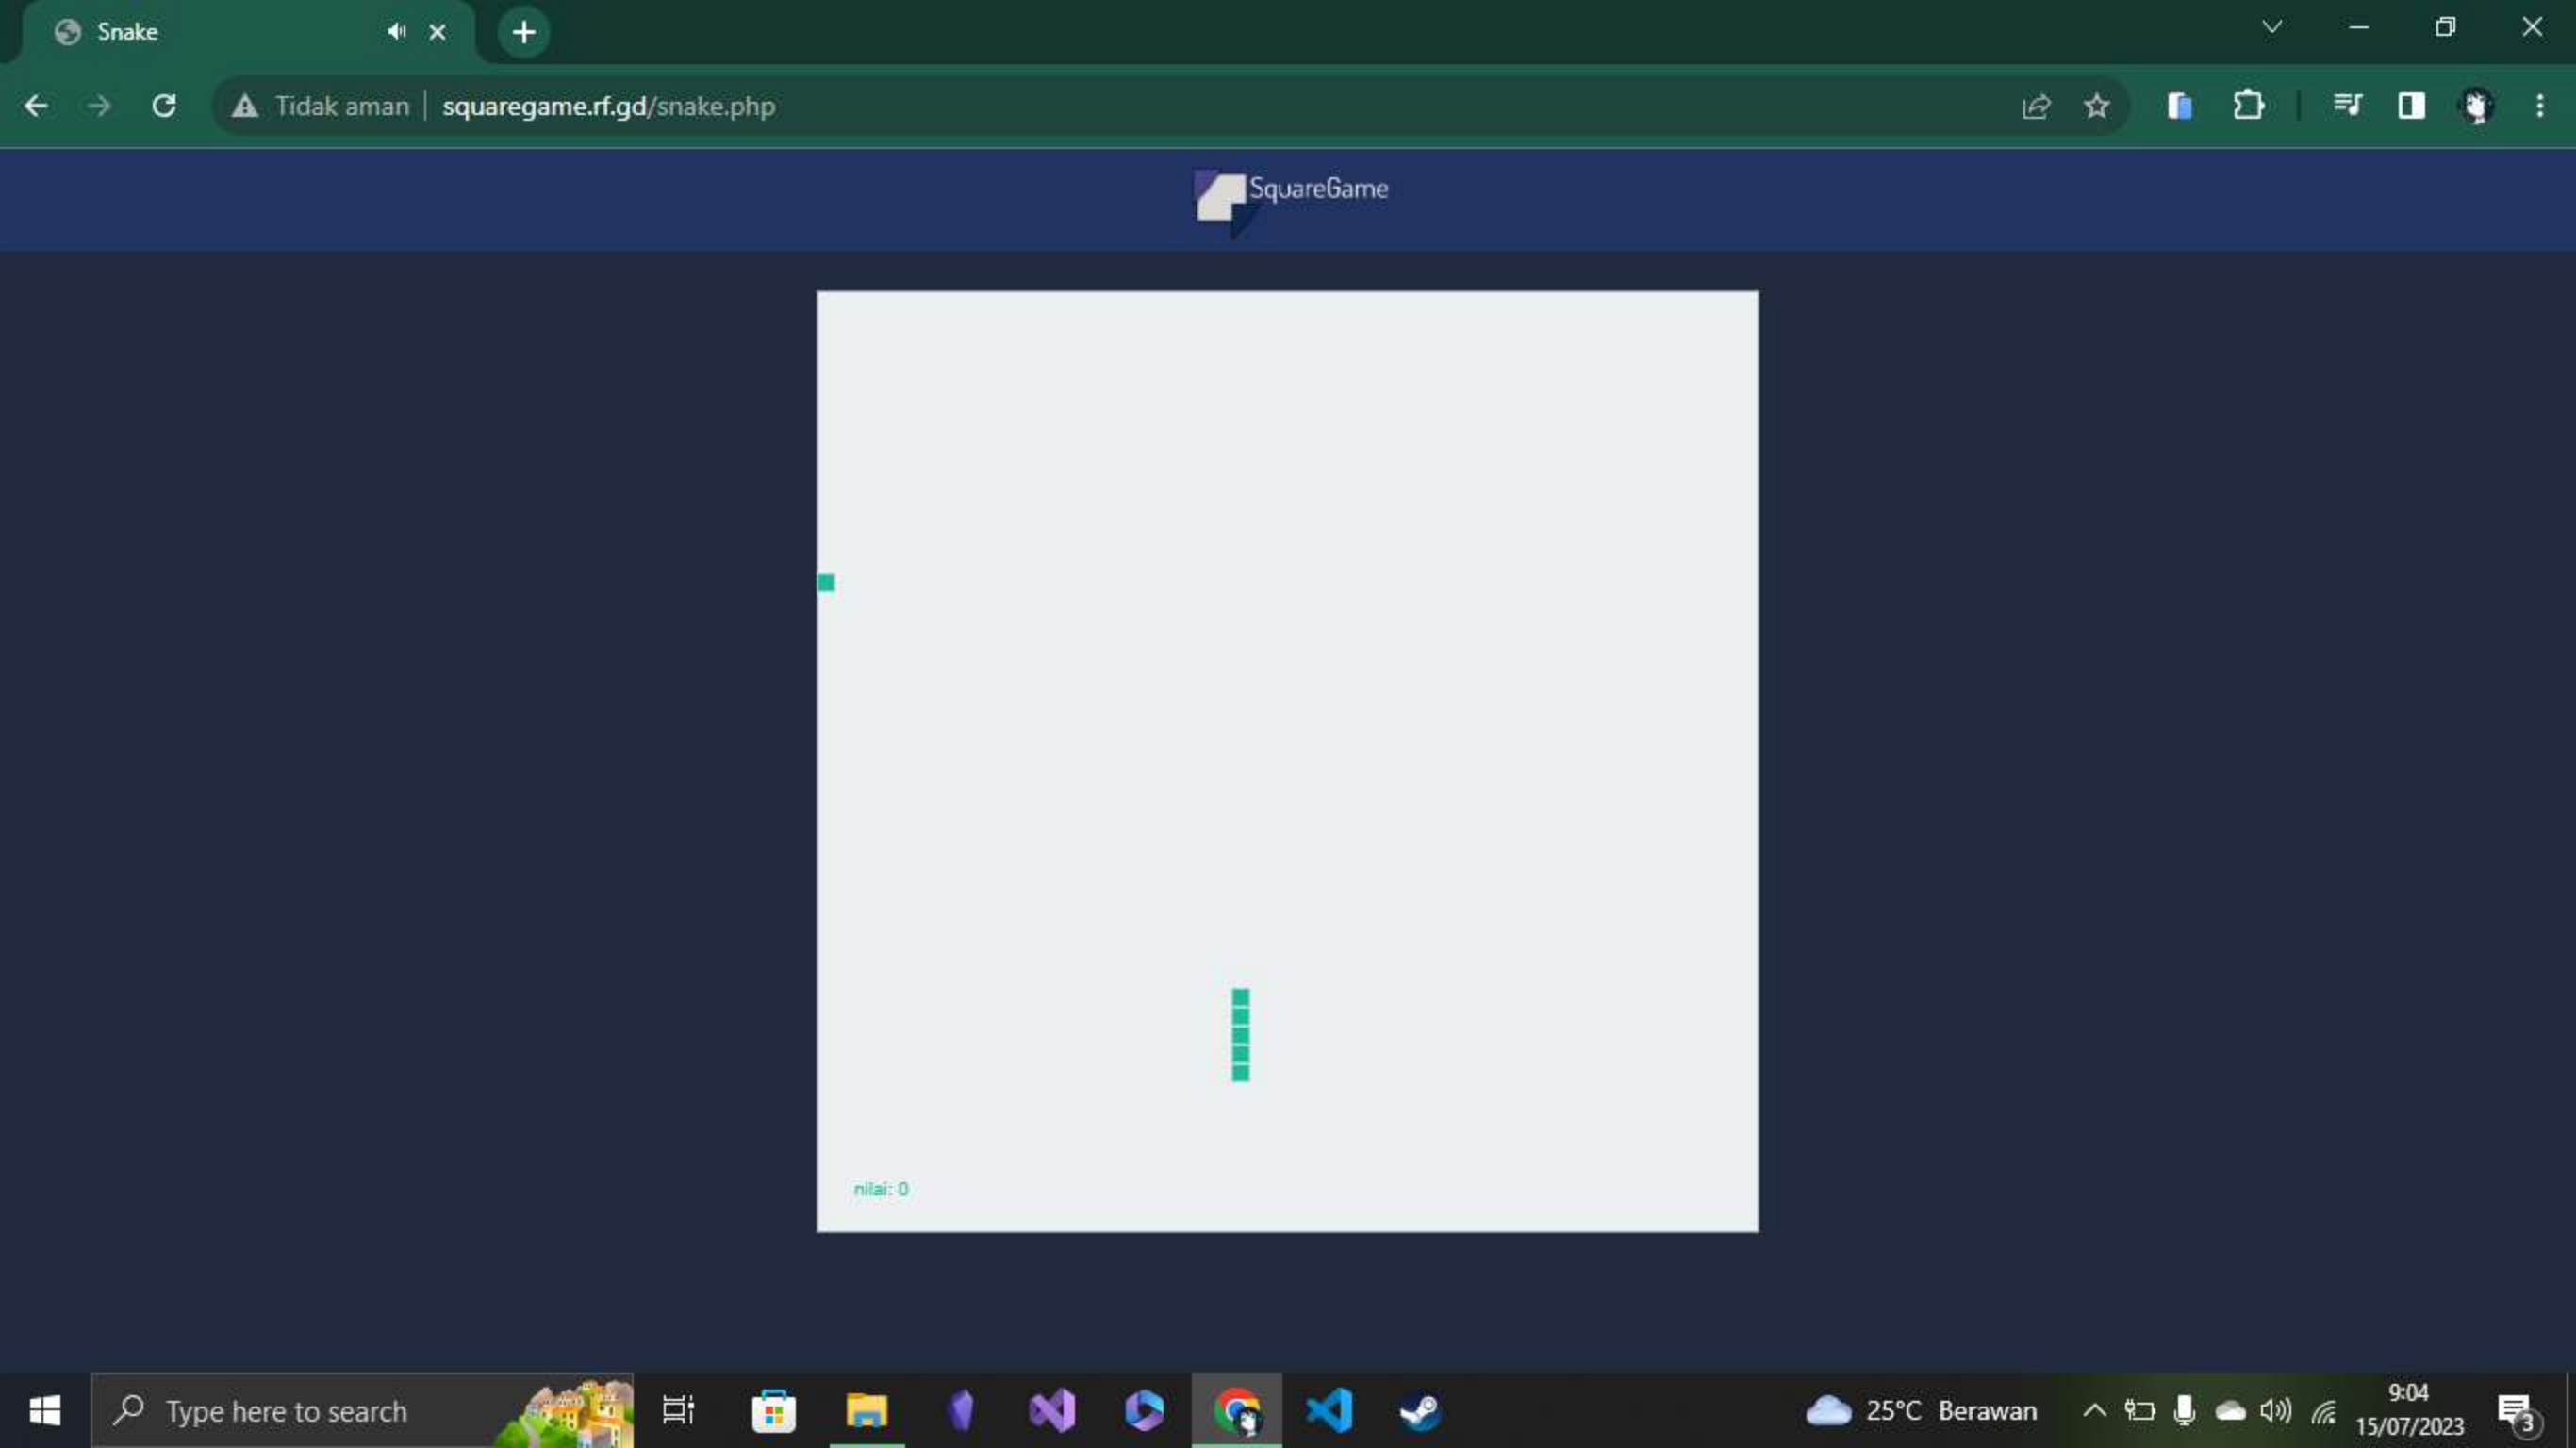 Snake
Tidak aman squaregame.rf.gd/snake.php
SquareGame
nilai: 0
Type here to search
25°C Berawan
9:04
15/07/2023
3